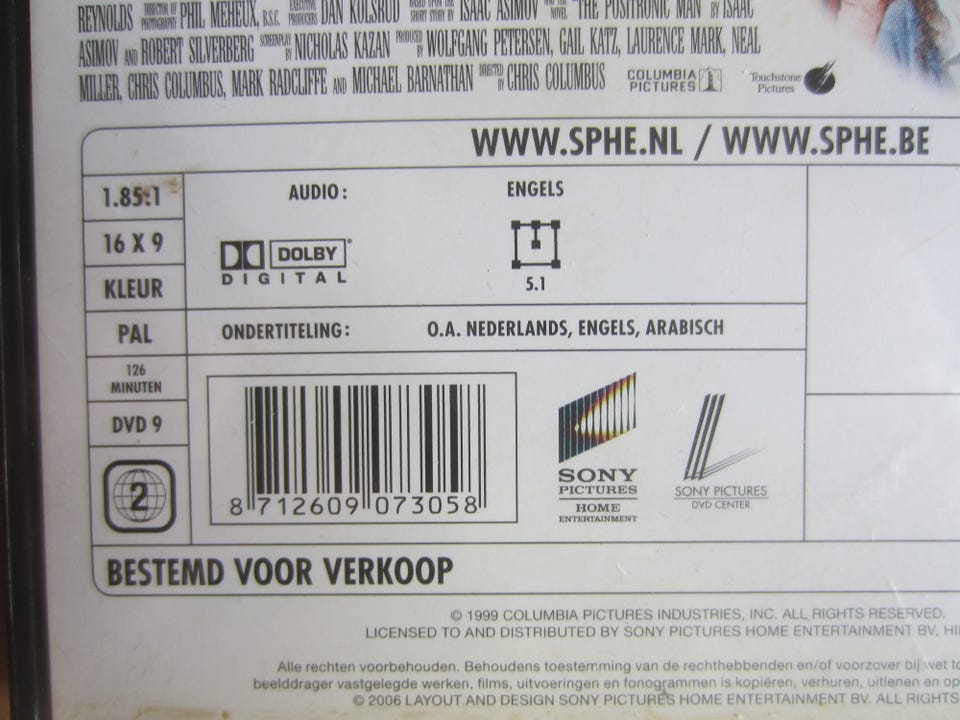 REYNOLDS DIRECTOR OF PHOTOGRAPHY PHIL MEHEUX, B.S.C. EXECUTIVE PRODUCERS DAN KOLSRUD BASED UPON THE SHORT STORY BY ISAAC ASIMOV AND THE NOVEL "THE POSITRONIC MAN" BY ISAAC
ASIMOV AND ROBERT SILVERBERG SCREENPLAY BY NICHOLAS KAZAN PRODUCED BY WOLFGANG PETERSEN, GAIL KATZ, LAURENCE MARK, NEAL
MILLER, CHRIS COLUMBUS, MARK RADCLIFFE AND MICHAEL BARNATHAN DIRECTED BY CHRIS COLUMBUS
COLUMBIA PICTURES
Touchstone Pictures
WWW.SPHE.NL / WWW.SPHE.BE
1.85:1
16 X 9
KLEUR
PAL
126 MINUTEN
DVD 9
2
AUDIO: ENGELS
DOLBY DIGITAL
5.1
ONDERTITELING: O.A. NEDERLANDS, ENGELS, ARABISCH
8 712609 073058
SONY
PICTURES
HOME
ENTERTAINMENT
SONY PICTURES
DVD CENTER
BESTEMD VOOR VERKOOP
© 1999 COLUMBIA PICTURES INDUSTRIES, INC. ALL RIGHTS RESERVED.
LICENSED TO AND DISTRIBUTED BY SONY PICTURES HOME ENTERTAINMENT BV, HI
Alle rechten voorbehouden. Behoudens toestemming van de rechthebbenden en/of voorzover bij wet to
beelddrager vastgelegde werken, films, uitvoeringen en fonogrammen is kopiëren, verhuren, uitlenen en op
© 2006 LAYOUT AND DESIGN SONY PICTURES HOME ENTERTAINMENT BV. ALL RIGHTS